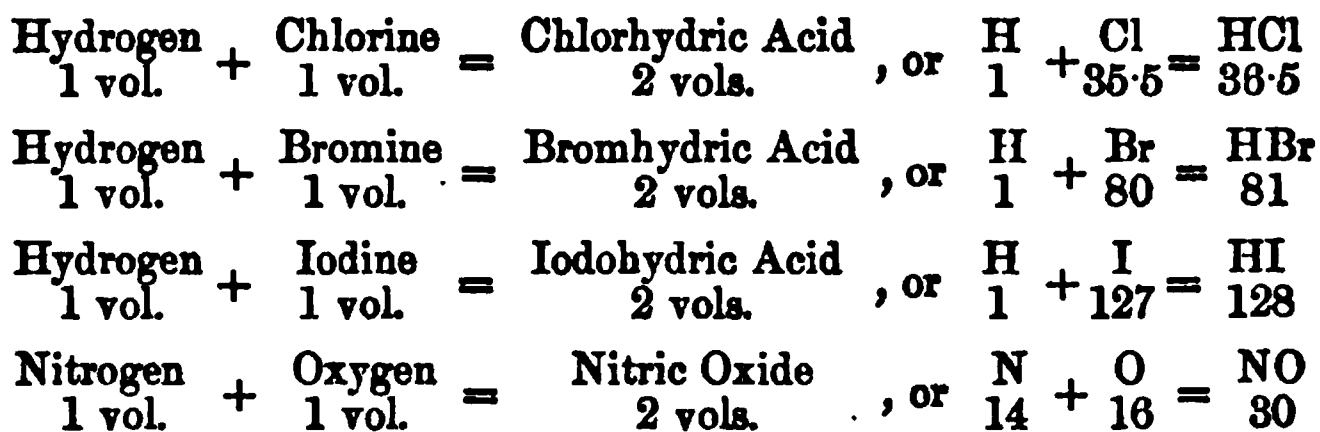 Hydrogen + Chlorine = Chlorhydric Acid , or H + Cl = HCl
1 vol. 1 vol. 2 vols. 1 35·5 36·5
Hydrogen + Bromine = Bromhydric Acid , or H + Br = HBr
1 vol. 1 vol. 2 vols. 1 80 81
Hydrogen + Iodine = Iodohydric Acid , or H + I = HI
1 vol. 1 vol. 2 vols. 1 127 128
Nitrogen + Oxygen = Nitric Oxide , or N + O = NO
1 vol. 1 vol. 2 vols. 14 16 30